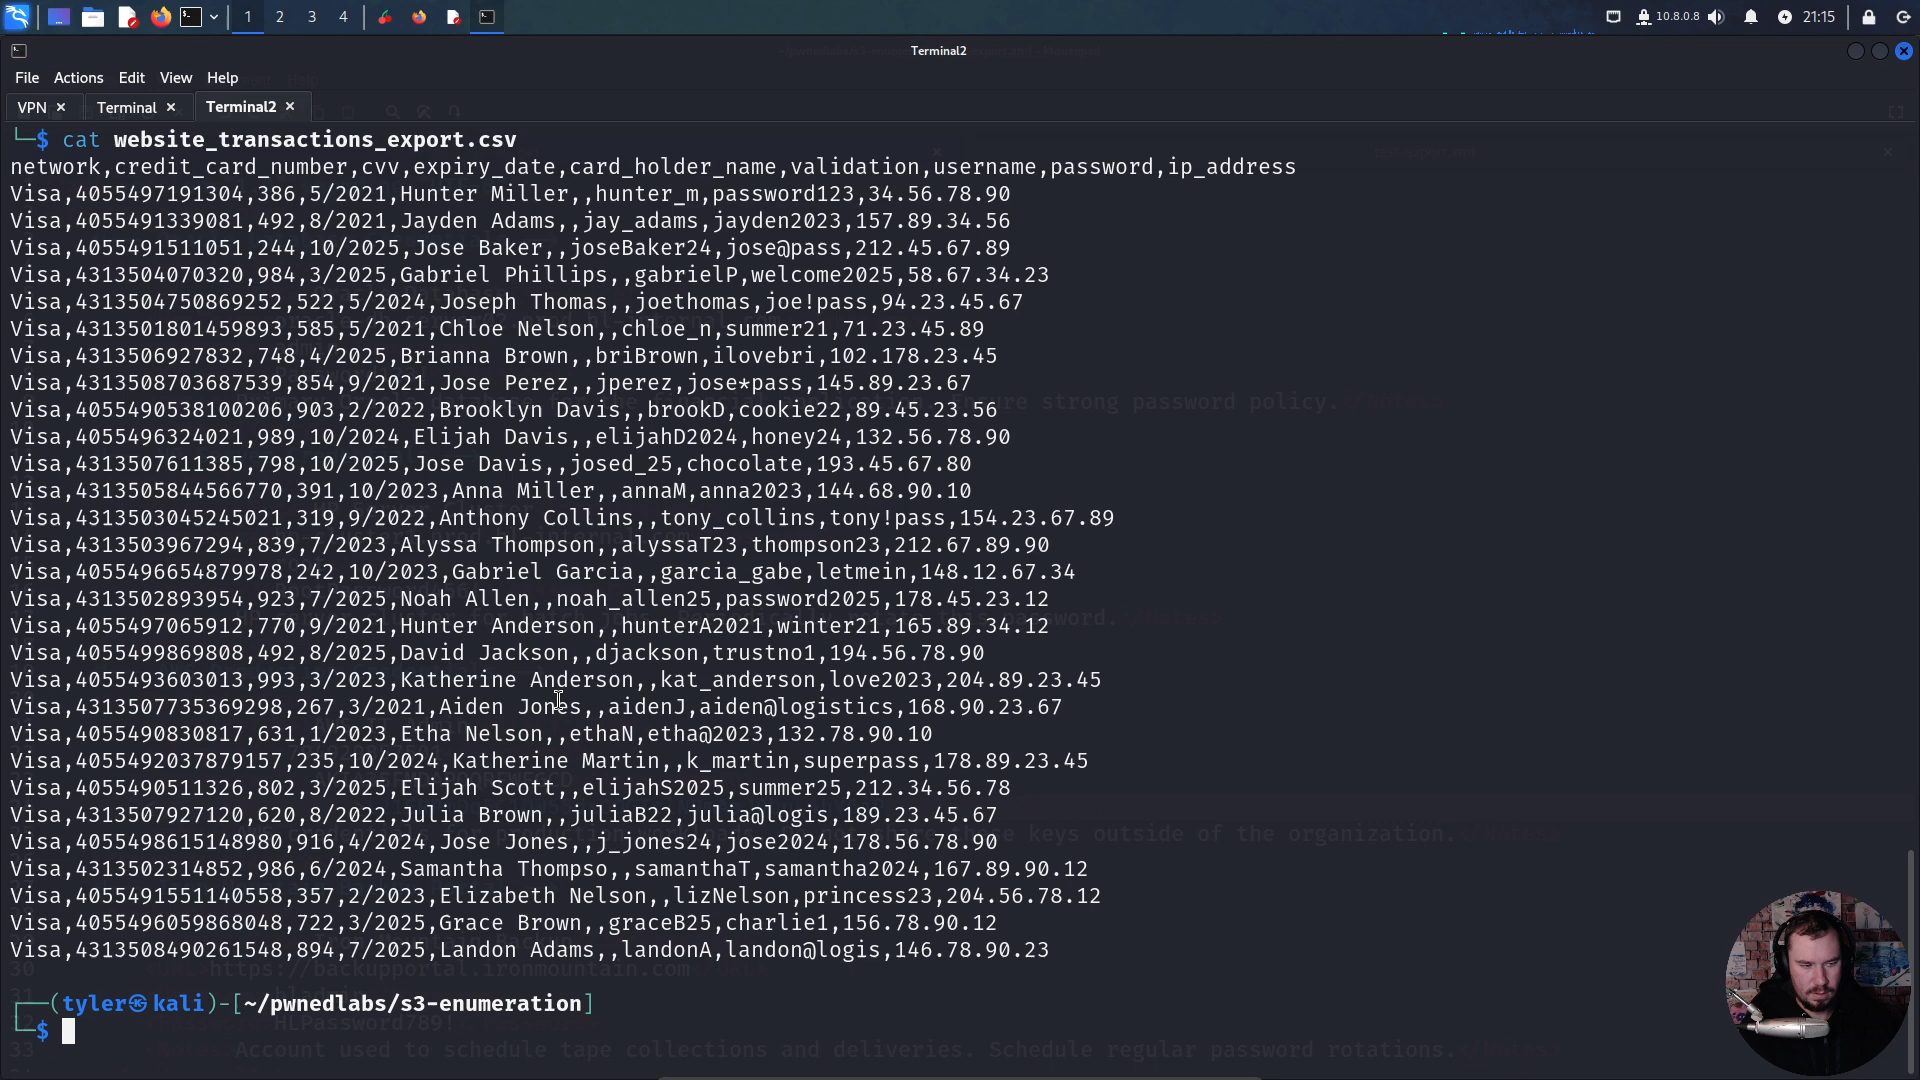 1 2 3 4 10.8.0.8 21:15
Terminal2
File Actions Edit View Help
VPN × Terminal × Terminal2 ×
└─$ cat website_transactions_export.csv
network,credit_card_number,cvv,expiry_date,card_holder_name,validation,username,password,ip_address
Visa,4055497191304,386,5/2021,Hunter Miller,,hunter_m,password123,34.56.78.90
Visa,4055491339081,492,8/2021,Jayden Adams,,jay_adams,jayden2023,157.89.34.56
Visa,4055491511051,244,10/2025,Jose Baker,,joseBaker24,jose@pass,212.45.67.89
Visa,4313504070320,984,3/2025,Gabriel Phillips,,gabrielP,welcome2025,58.67.34.23
Visa,4313504750869252,522,5/2024,Joseph Thomas,,joethomas,joe!pass,94.23.45.67
Visa,4313501801459893,585,5/2021,Chloe Nelson,,chloe_n,summer21,71.23.45.89
Visa,4313506927832,748,4/2025,Brianna Brown,,briBrown,ilovebri,102.178.23.45
Visa,4313508703687539,854,9/2021,Jose Perez,,jperez,jose*pass,145.89.23.67
Visa,4055490538100206,903,2/2022,Brooklyn Davis,,brookD,cookie22,89.45.23.56
Visa,4055496324021,989,10/2024,Elijah Davis,,elijahD2024,honey24,132.56.78.90
Visa,4313507611385,798,10/2025,Jose Davis,,josed_25,chocolate,193.45.67.80
Visa,4313505844566770,391,10/2023,Anna Miller,,annaM,anna2023,144.68.90.10
Visa,4313503045245021,319,9/2022,Anthony Collins,,tony_collins,tony!pass,154.23.67.89
Visa,4313503967294,839,7/2023,Alyssa Thompson,,alyssaT23,thompson23,212.67.89.90
Visa,4055496654879978,242,10/2023,Gabriel Garcia,,garcia_gabe,letmein,148.12.67.34
Visa,4313502893954,923,7/2025,Noah Allen,,noah_allen25,password2025,178.45.23.12
Visa,4055497065912,770,9/2021,Hunter Anderson,,hunterA2021,winter21,165.89.34.12
Visa,4055499869808,492,8/2025,David Jackson,,djackson,trustno1,194.56.78.90
Visa,4055493603013,993,3/2023,Katherine Anderson,,kat_anderson,love2023,204.89.23.45
Visa,4313507735369298,267,3/2021,Aiden Jones,,aidenJ,aiden@logistics,168.90.23.67
Visa,4055490830817,631,1/2023,Etha Nelson,,ethaN,etha@2023,132.78.90.10
Visa,4055492037879157,235,10/2024,Katherine Martin,,k_martin,superpass,178.89.23.45
Visa,4055490511326,802,3/2025,Elijah Scott,,elijahS2025,summer25,212.34.56.78
Visa,4313507927120,620,8/2022,Julia Brown,,juliaB22,julia@logis,189.23.45.67
Visa,4055498615148980,916,4/2024,Jose Jones,,j_jones24,jose2024,178.56.78.90
Visa,4313502314852,986,6/2024,Samantha Thompso,,samanthaT,samantha2024,167.89.90.12
Visa,4055491551140558,357,2/2023,Elizabeth Nelson,,lizNelson,princess23,204.56.78.12
Visa,4055496059868048,722,3/2025,Grace Brown,,graceB25,charlie1,156.78.90.12
Visa,4313508490261548,894,7/2025,Landon Adams,,landonA,landon@logis,146.78.90.23
┌──(tyler㉿kali)-[~/pwnedlabs/s3-enumeration]
└─$